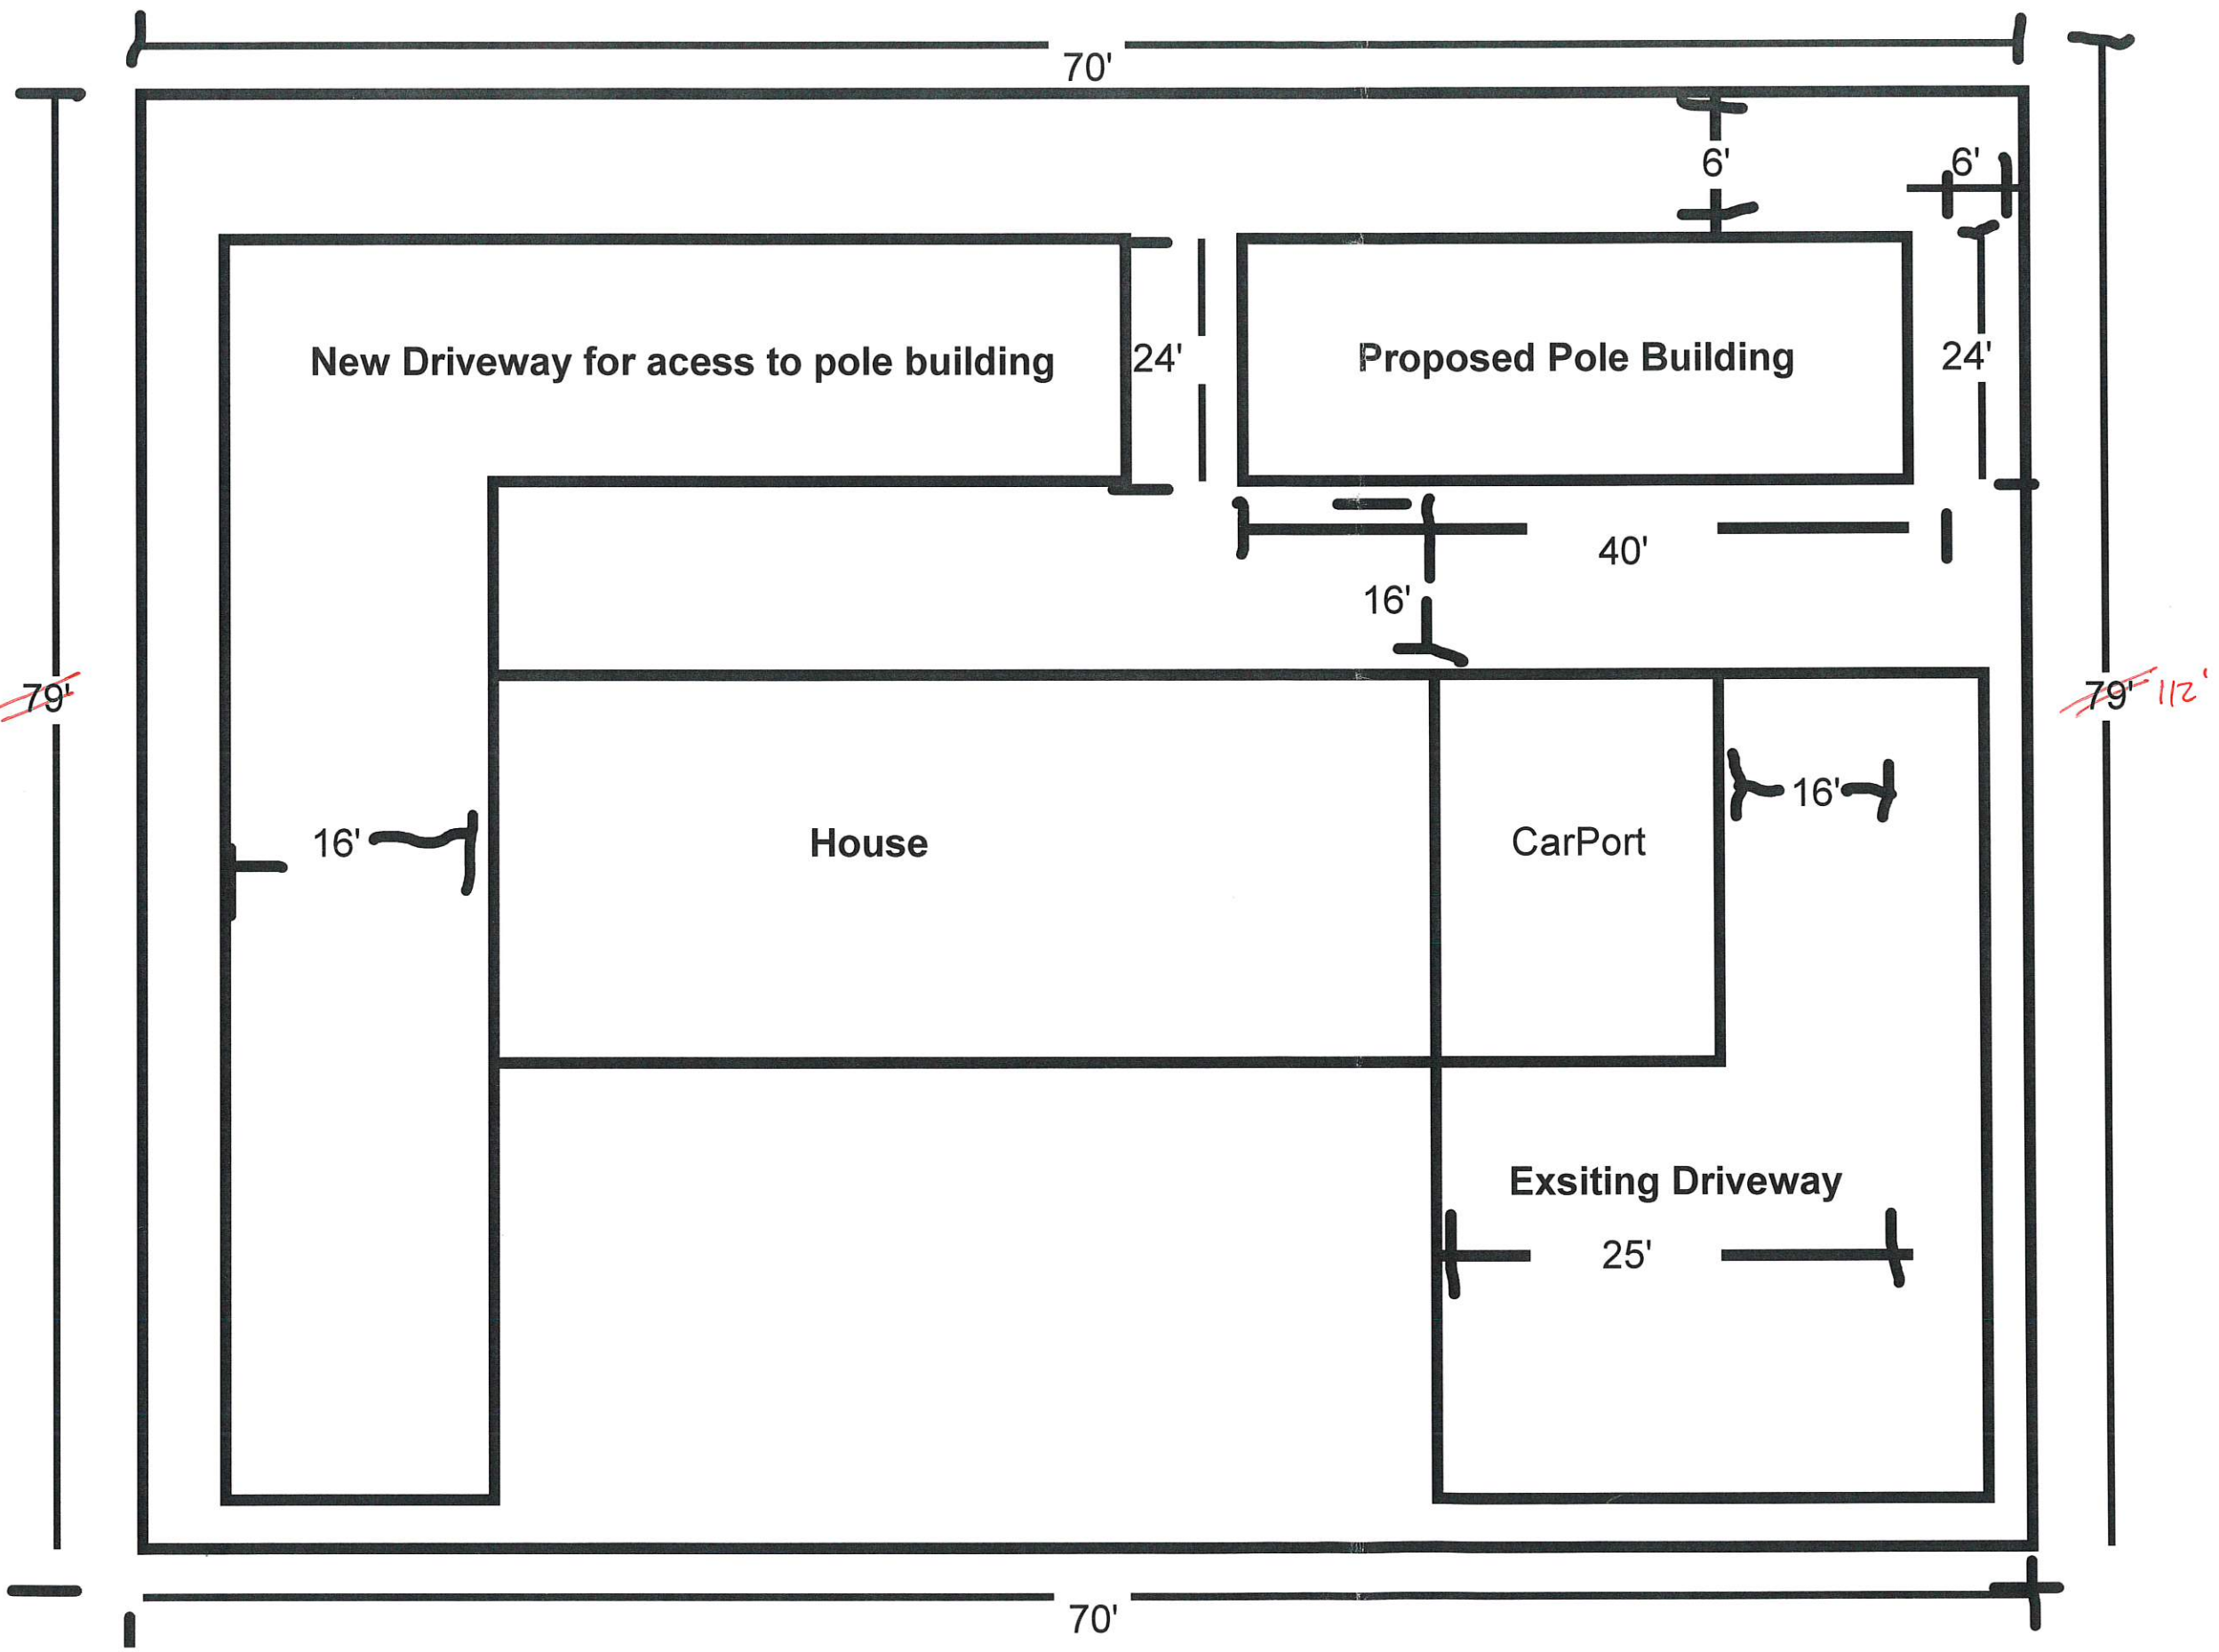 70'
6'
6'
New Driveway for acess to pole building
24'
Proposed Pole Building
24'
40'
16'
79'
79' 112'
16'
House
CarPort
16'
Exsiting Driveway
25'
70'